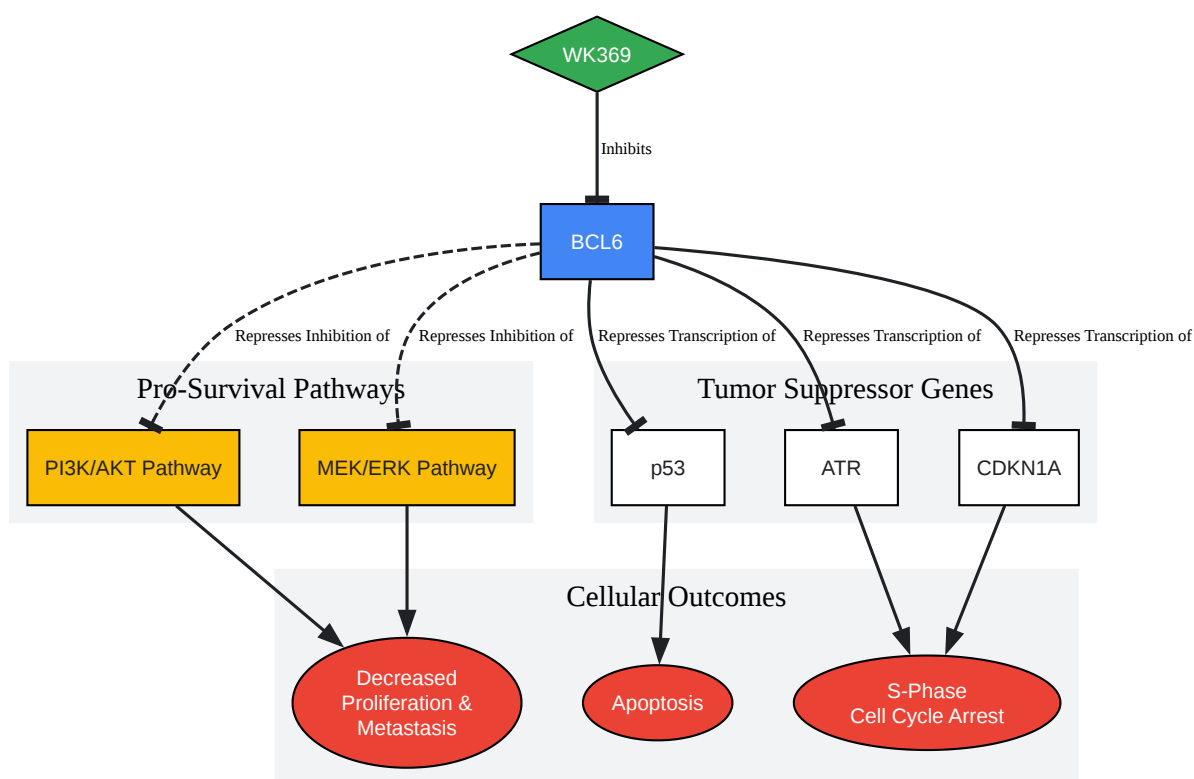 WK369
Inhibits
BCL6
Represses Inhibition of
Represses Inhibition of
Represses Transcription of
Represses Transcription of
Represses Transcription of
Pro-Survival Pathways
Tumor Suppressor Genes
PI3K/AKT Pathway
MEK/ERK Pathway
p53
ATR
CDKN1A
Cellular Outcomes
Decreased
Proliferation &
Metastasis
Apoptosis
S-Phase
Cell Cycle Arrest